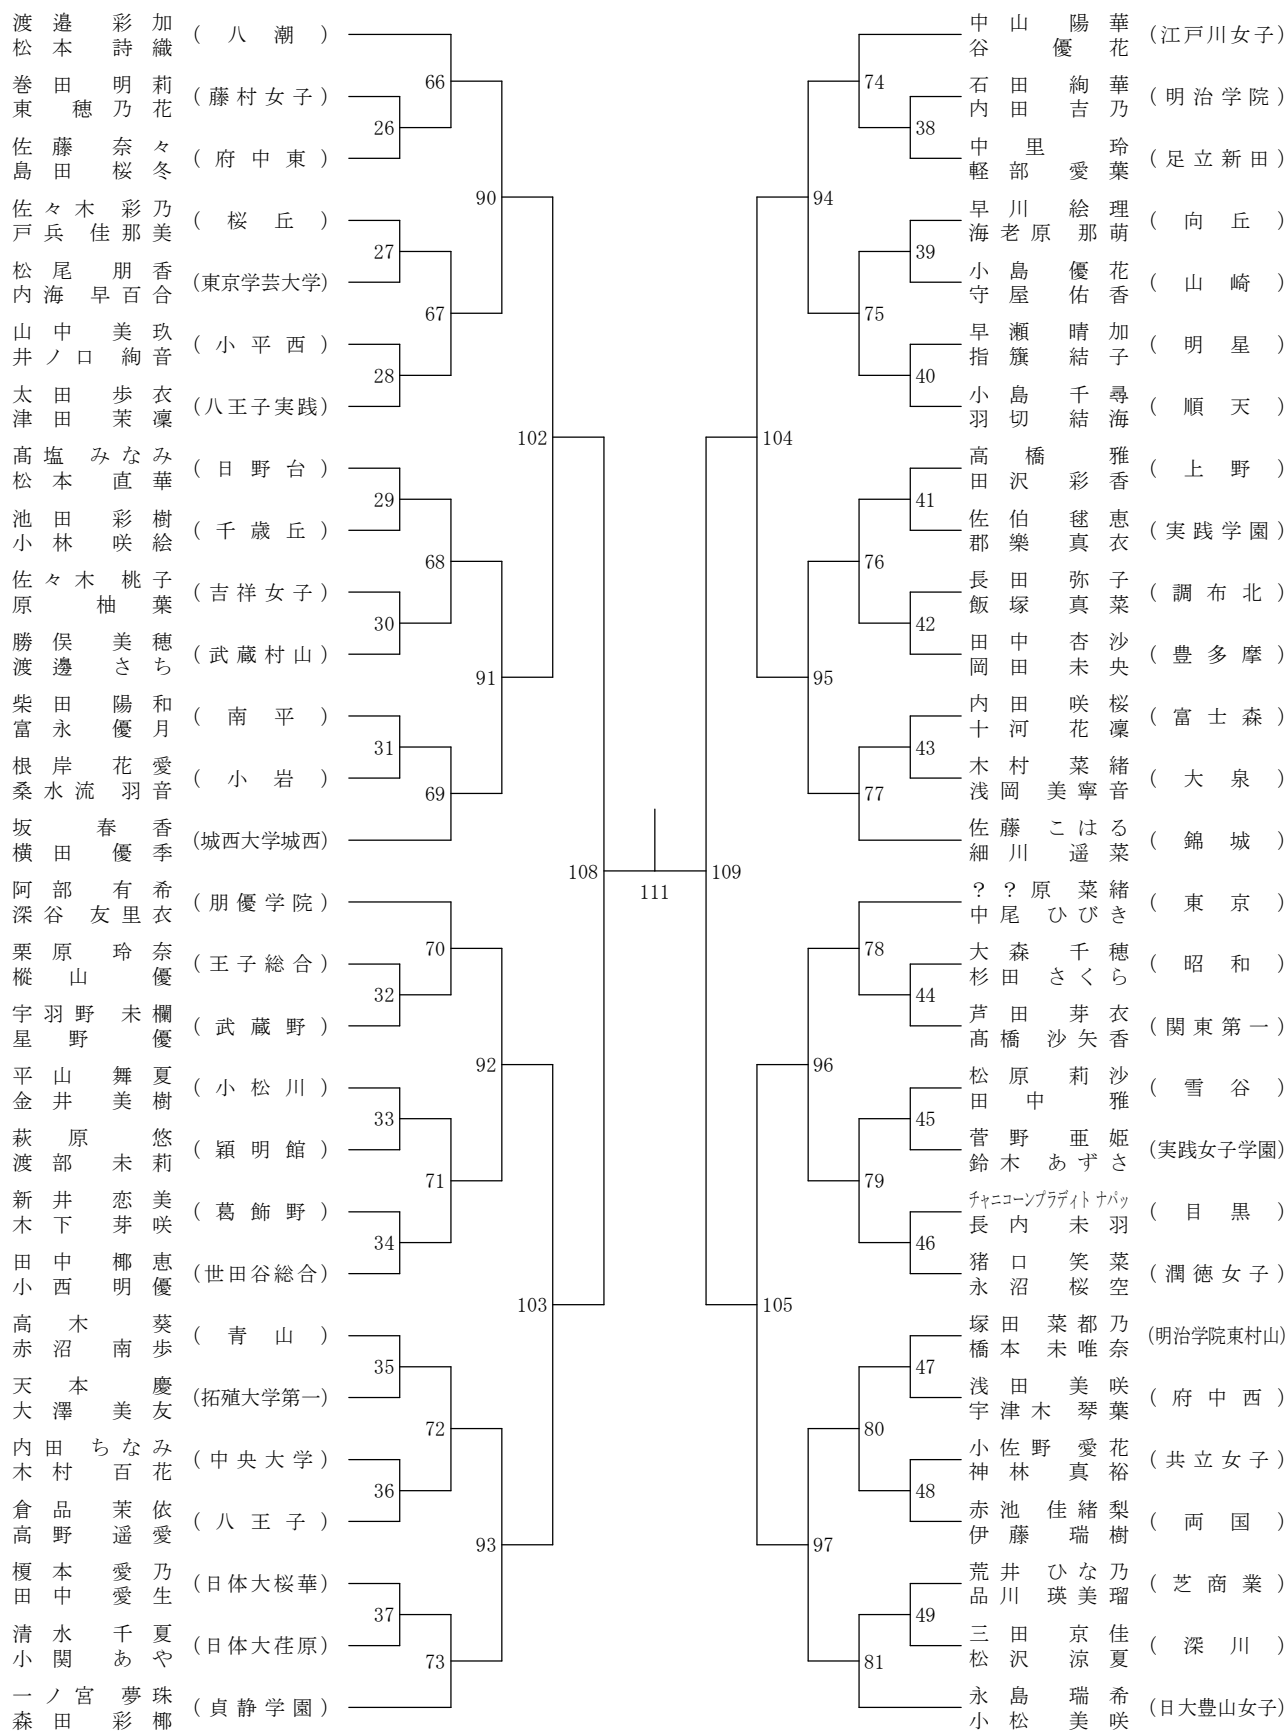 渡邉 彩加
松本 詩織
(八潮)
巻田 明莉
東 穂乃花
(藤村女子)
佐藤 奈々
島田 桜冬
(府中東)
佐々木 彩乃
戸兵 佳那美
(桜丘)
松尾 朋香
内海 早百合
(東京学芸大学)
山中 美玖
井ノ口 絢音
(小平西)
太田 歩衣
津田 茉凜
(八王子実践)
髙塩 みなみ
松本 直華
(日野台)
池田 彩樹
小林 咲絵
(千歳丘)
佐々木 桃子
原 柚葉
(吉祥女子)
勝俣 美穂
渡邊 さち
(武蔵村山)
柴田 陽和
富永 優月
(南平)
根岸 花愛
桑水流 羽音
(小岩)
坂 春香
横田 優季
(城西大学城西)
阿部 有希
深谷 友里衣
(朋優学院)
栗原 玲奈
樅山 優
(王子総合)
宇羽野 未欄
星野 優
(武蔵野)
平山 舞夏
金井 美樹
(小松川)
萩原 悠
渡部 未莉
(穎明館)
新井 恋美
木下 芽咲
(葛飾野)
田中 椰恵
小西 明優
(世田谷総合)
高木 葵
赤沼 南歩
(青山)
天本 慶
大澤 美友
(拓殖大学第一)
内田 ちなみ
木村 百花
(中央大学)
倉品 茉依
高野 遥愛
(八王子)
榎本 愛乃
田中 愛生
(日体大桜華)
清水 千夏
小関 あや
(日体大荏原)
一ノ宮 夢珠
森田 彩椰
(貞静学園)
66
26
90
27
67
28
102
29
68
30
91
31
69
108
70
32
92
33
71
34
103
35
72
36
93
37
73
111
109
74
38
94
39
75
40
104
41
76
42
95
43
77
78
44
96
45
79
46
105
47
80
48
97
49
81
中山 陽華
谷 優花
(江戸川女子)
石田 絢華
内田 吉乃
(明治学院)
中里 玲
軽部 愛葉
(足立新田)
早川 絵理
海老原 那萌
(向丘)
小島 優花
守屋 佑香
(山崎)
早瀬 晴加
指籏 結子
(明星)
小島 千尋
羽切 結海
(順天)
高橋 雅
田沢 彩香
(上野)
佐伯 毬恵
郡樂 真衣
(実践学園)
長田 弥子
飯塚 真菜
(調布北)
田中 杏沙
岡田 未央
(豊多摩)
内田 咲桜
十河 花凜
(富士森)
木村 菜緒
浅岡 美寧音
(大泉)
佐藤 こはる
細川 遥菜
(錦城)
??原 菜緒
中尾 ひびき
(東京)
大森 千穂
杉田 さくら
(昭和)
芦田 芽衣
髙橋 沙矢香
(関東第一)
松原 莉沙
田中 雅
(雪谷)
菅野 亜姫
鈴木 あずさ
(実践女子学園)
チャニコーンプラディト ナパッ
長内 未羽
(目黒)
猪口 笑菜
永沼 桜空
(潤徳女子)
塚田 菜都乃
橋本 未唯奈
(明治学院東村山)
浅田 美咲
宇津木 琴葉
(府中西)
小佐野 愛花
神林 真裕
(共立女子)
赤池 佳緒梨
伊藤 瑞樹
(両国)
荒井 ひな乃
品川 瑛美瑠
(芝商業)
三田 京佳
松沢 涼夏
(深川)
永島 瑞希
小松 美咲
(日大豊山女子)